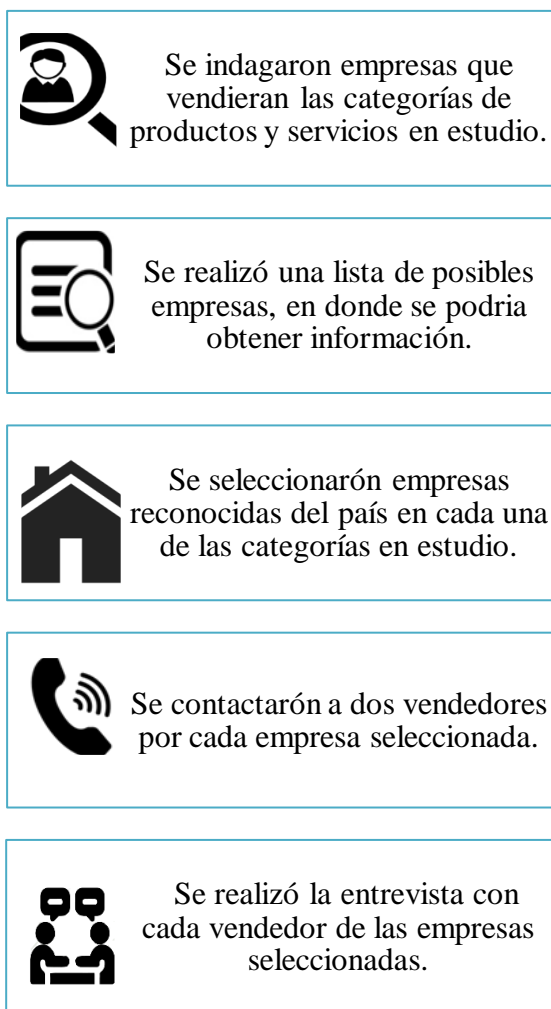 Se indagaron empresas que
vendieran las categorías de
productos y servicios en estudio.
Se realizó una lista de posibles
empresas, en donde se podria
obtener información.
Se seleccionarón empresas
reconocidas del país en cada una
de las categorías en estudio.
Se contactarón a dos vendedores
por cada empresa seleccionada.
Se realizó la entrevista con
cada vendedor de las empresas
seleccionadas.